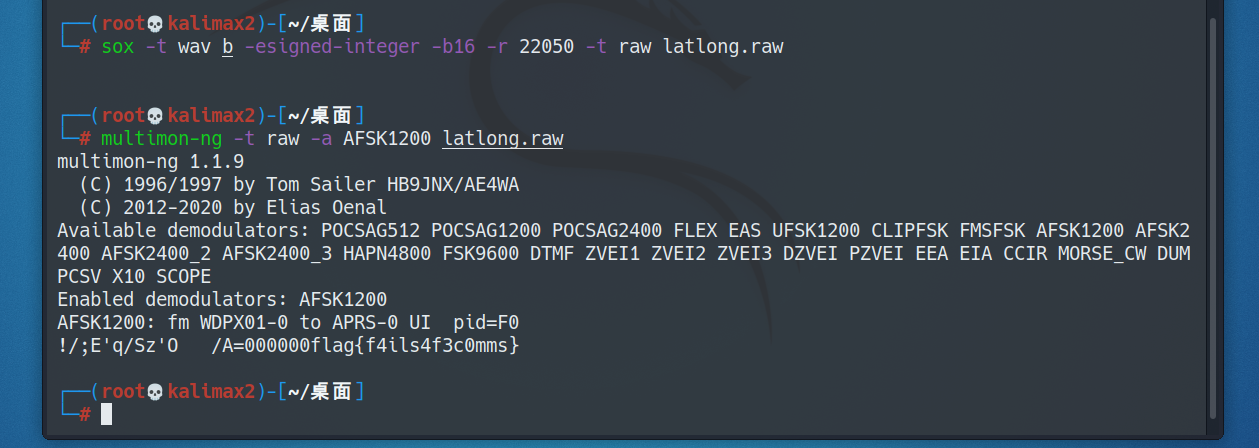 ┌──(root💀kalimax2)-[~/桌面]
└─# sox -t wav b -esigned-integer -b16 -r 22050 -t raw latlong.raw
┌──(root💀kalimax2)-[~/桌面]
└─# multimon-ng -t raw -a AFSK1200 latlong.raw
multimon-ng 1.1.9
  (C) 1996/1997 by Tom Sailer HB9JNX/AE4WA
  (C) 2012-2020 by Elias Oenal
Available demodulators: POCSAG512 POCSAG1200 POCSAG2400 FLEX EAS UFSK1200 CLIPFSK FMSFSK AFSK1200 AFSK2
400 AFSK2400_2 AFSK2400_3 HAPN4800 FSK9600 DTMF ZVEI1 ZVEI2 ZVEI3 DZVEI PZVEI EEA EIA CCIR MORSE_CW DUM
PCSV X10 SCOPE
Enabled demodulators: AFSK1200
AFSK1200: fm WDPX01-0 to APRS-0 UI  pid=F0
!/;E'q/Sz'O   /A=000000flag{f4ils4f3c0mms}
┌──(root💀kalimax2)-[~/桌面]
└─#